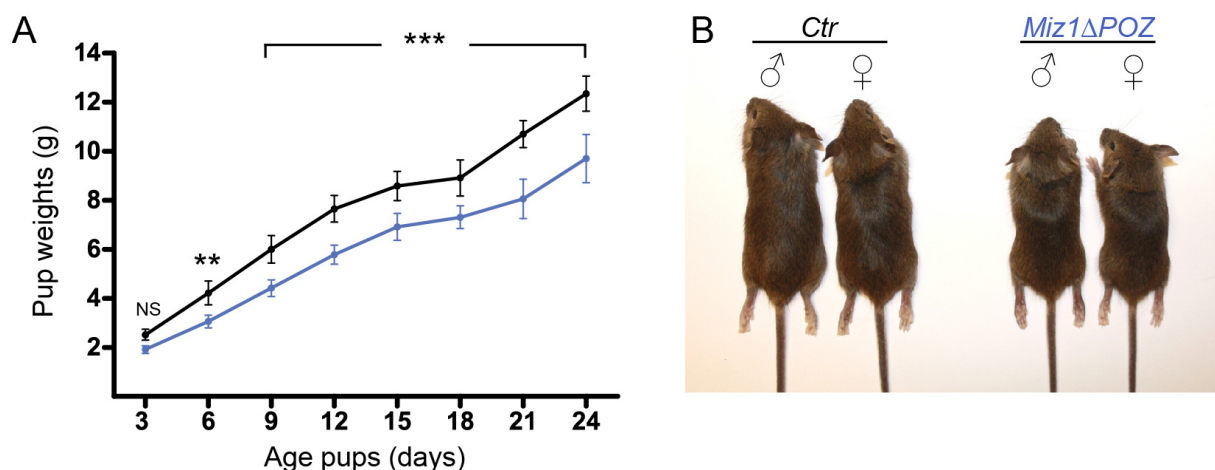 A
***
14
12
10
8
6
4
2
**
NS
Pup weights (g)
3 6 9 12 15 18 21 24
Age pups (days)
B
Ctr Miz1ΔPOZ
♂ ♀ ♂ ♀